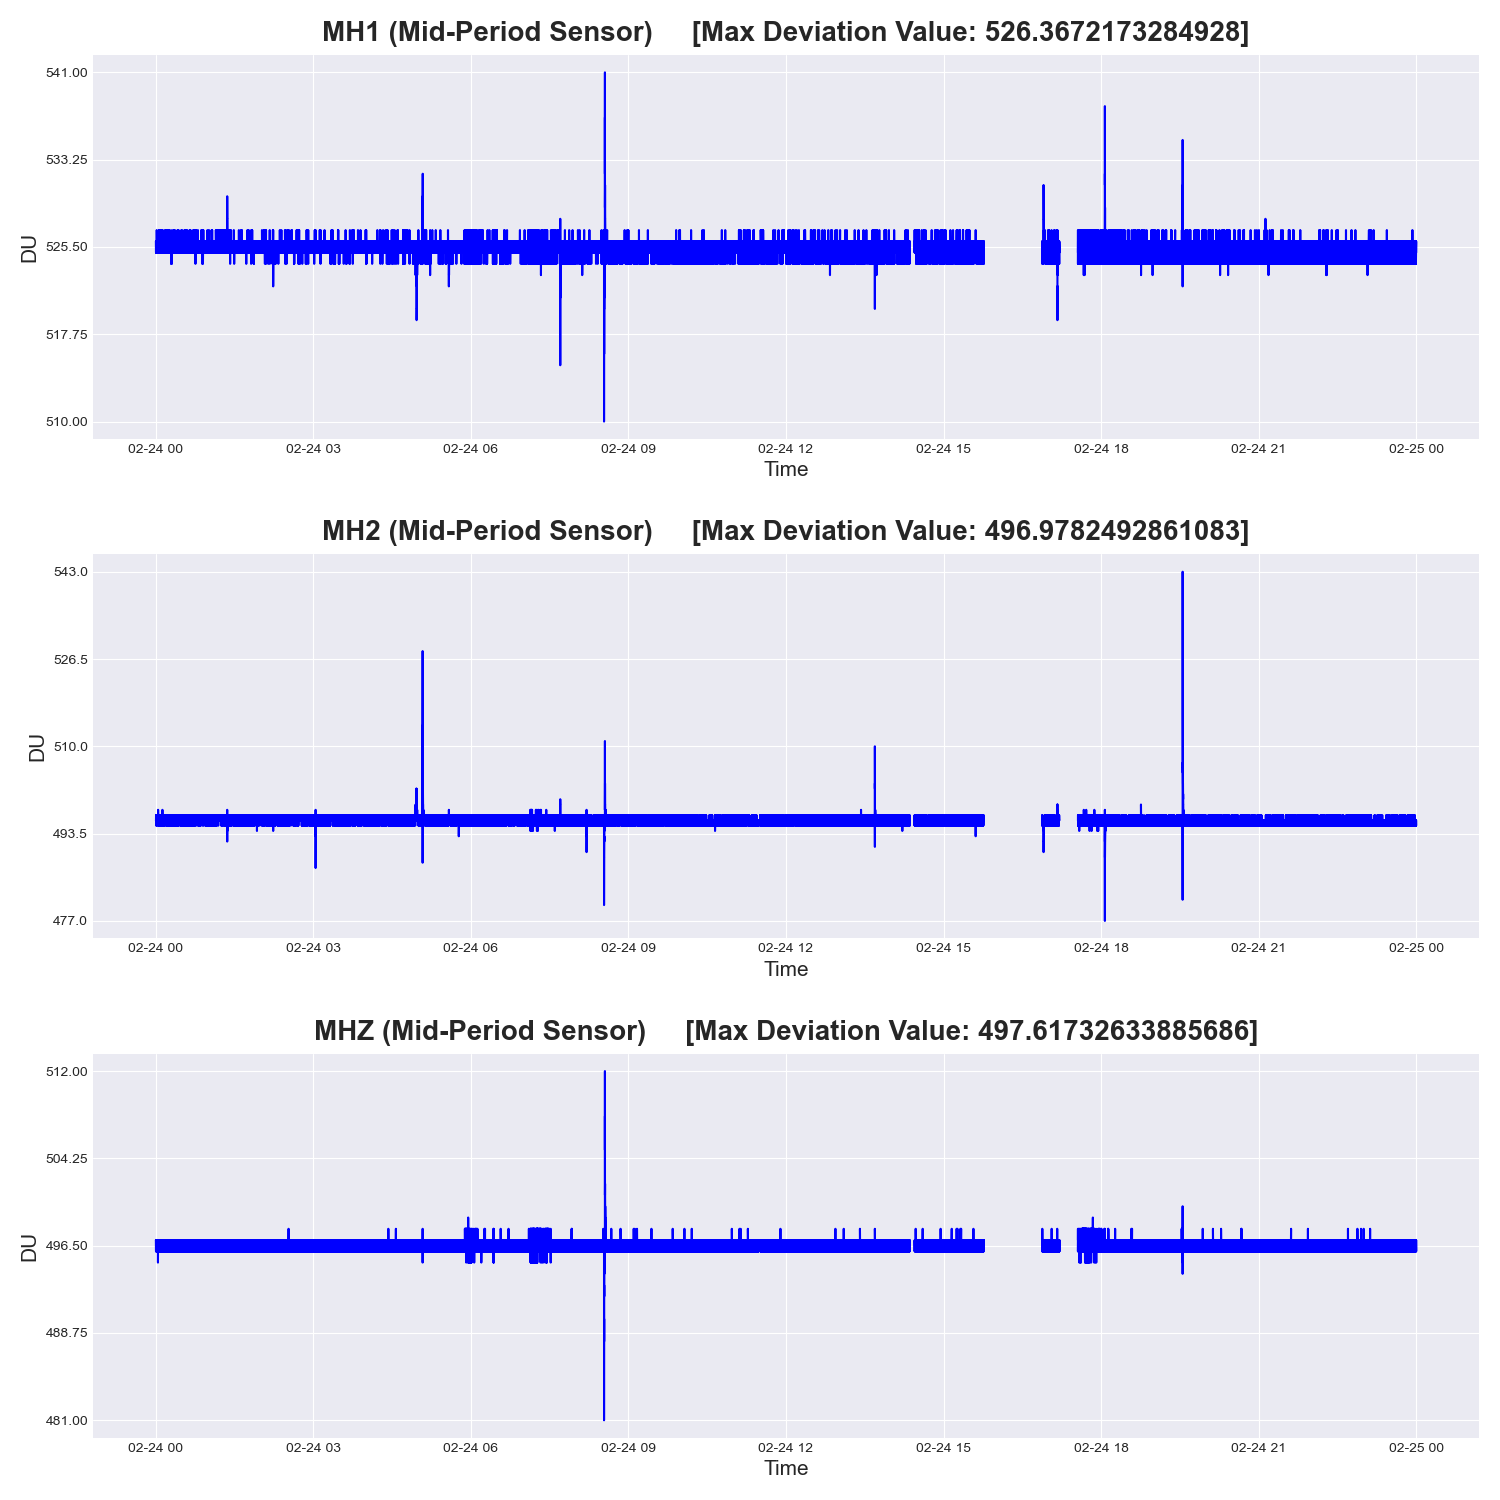 MH1 (Mid-Period Sensor) [Max Deviation Value: 526.3672173284928]
541.00
533.25
525.50
517.75
510.00
DU
02-24 00 02-24 03 02-24 06 02-24 09 02-24 12 02-24 15 02-24 18 02-24 21 02-25 00
Time
MH2 (Mid-Period Sensor) [Max Deviation Value: 496.9782492861083]
543.0
526.5
510.0
493.5
477.0
DU
02-24 00 02-24 03 02-24 06 02-24 09 02-24 12 02-24 15 02-24 18 02-24 21 02-25 00
Time
MHZ (Mid-Period Sensor) [Max Deviation Value: 497.61732633885686]
512.00
504.25
496.50
488.75
481.00
DU
02-24 00 02-24 03 02-24 06 02-24 09 02-24 12 02-24 15 02-24 18 02-24 21 02-25 00
Time